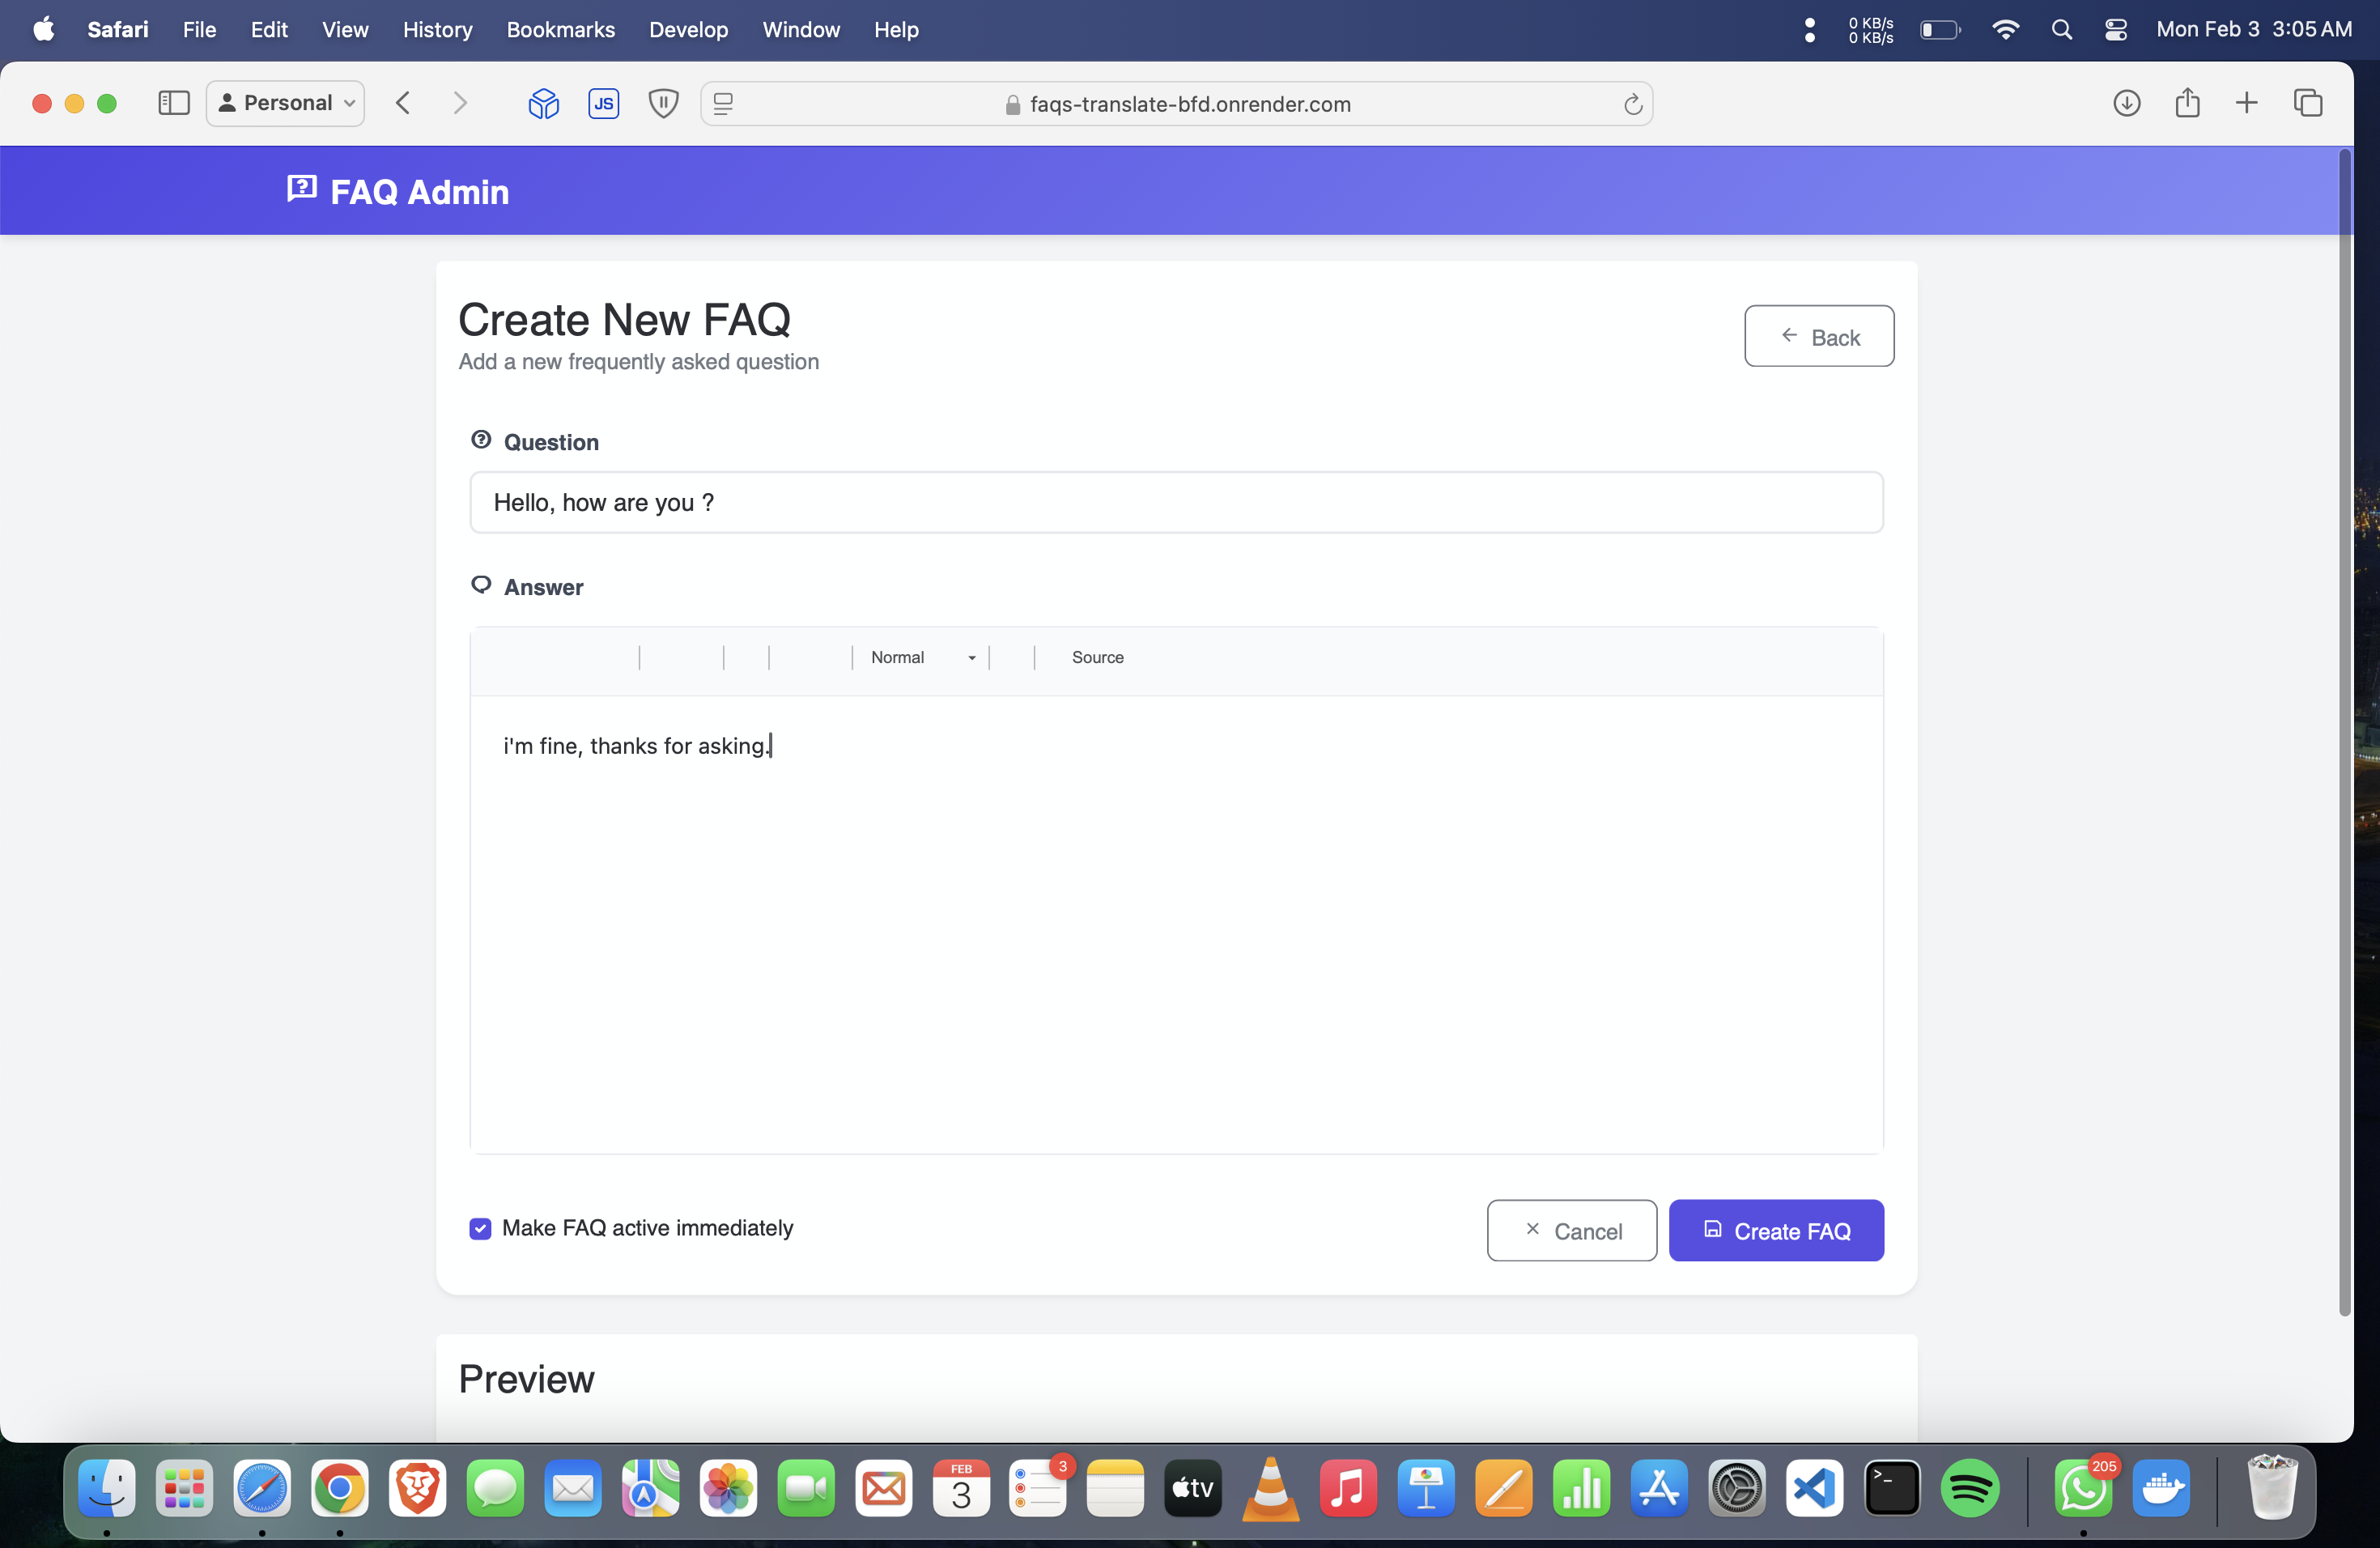 Safari File Edit View History Bookmarks Develop Window Help 0 KB/s 0 KB/s Mon Feb 3 3:05 AM
Personal JS faqs-translate-bfd.onrender.com
FAQ Admin
Create New FAQ
Back
Add a new frequently asked question
Question
Hello, how are you ?
Answer
Normal Source
i'm fine, thanks for asking.
Make FAQ active immediately
Cancel Create FAQ
Preview
FEB
3
3
tv
>_
205